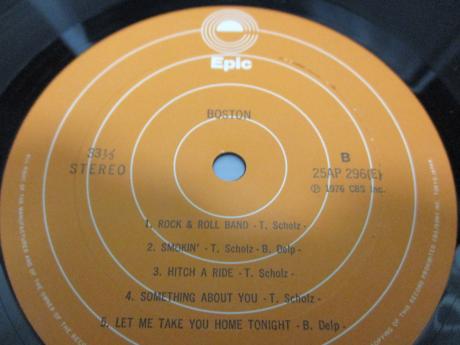 Epic
BOSTON
33⅓ B
STEREO 25AP 296(E)
℗ 1976 CBS Inc.
1. ROCK & ROLL BAND - T. Scholz -
2. SMOKIN' - T. Scholz - B. Delp -
3. HITCH A RIDE - T. Scholz -
4. SOMETHING ABOUT YOU - T. Scholz -
5. LET ME TAKE YOU HOME TONIGHT - B. Delp -